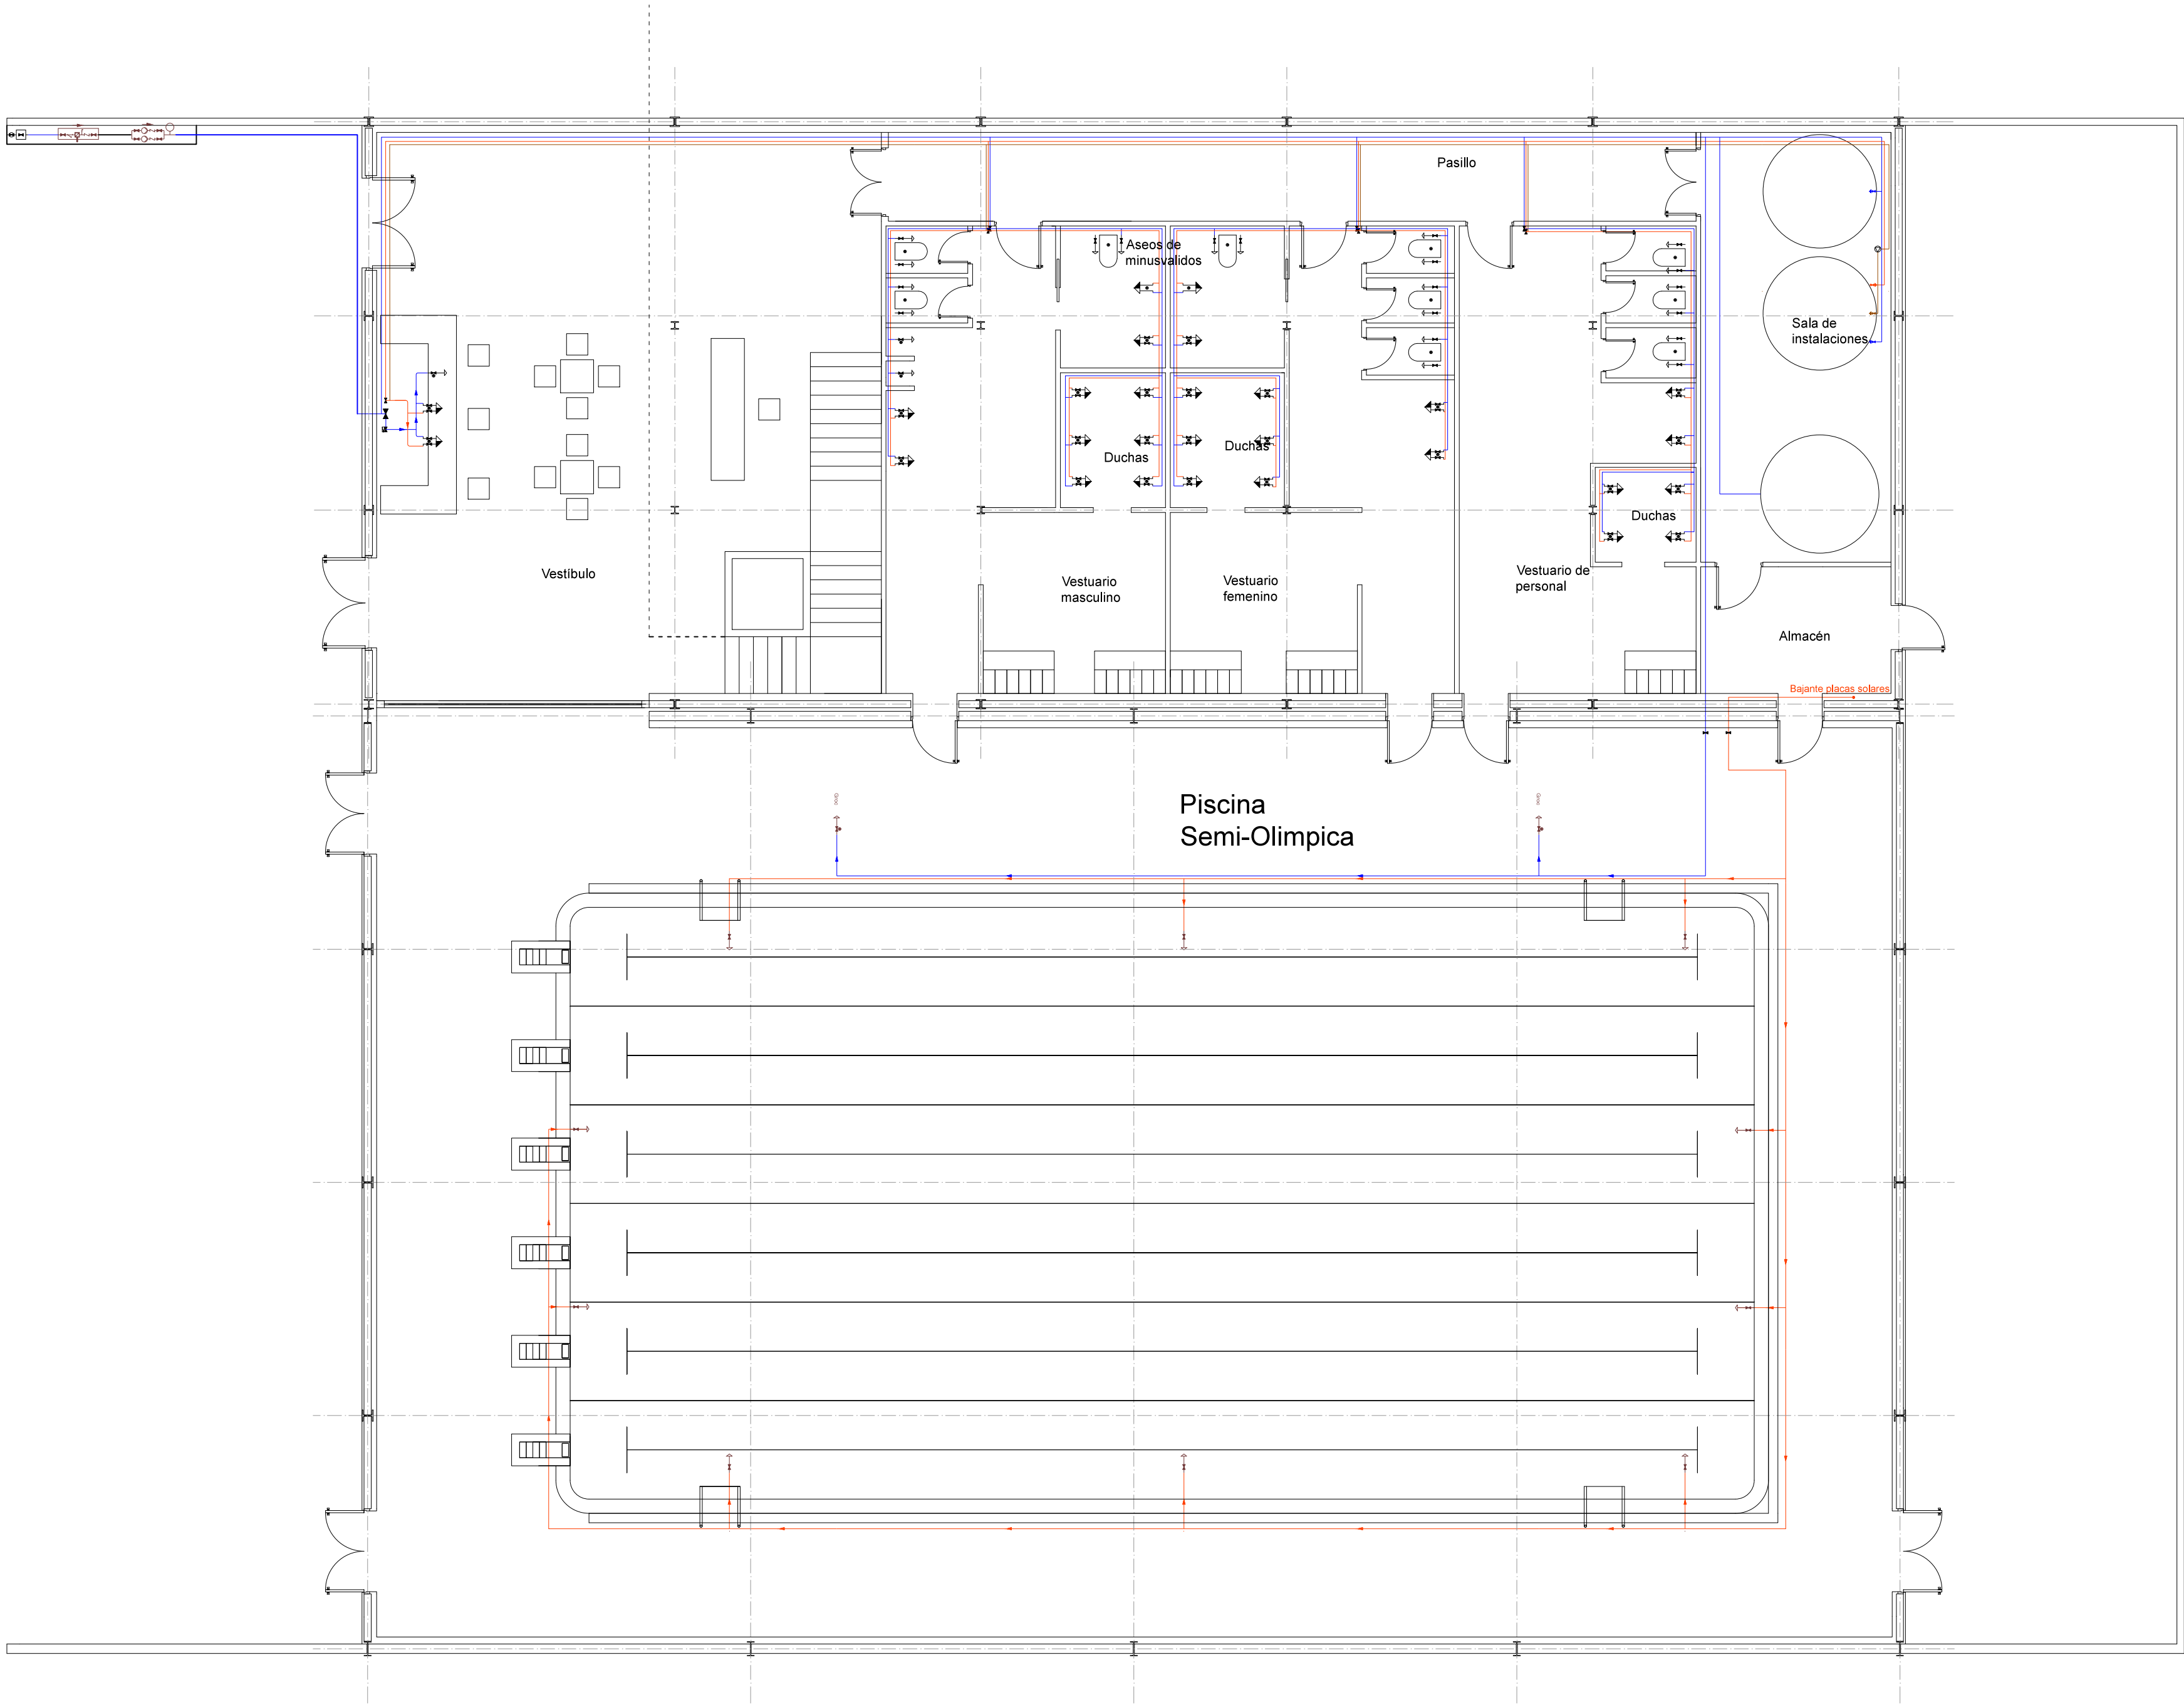 Pasillo
Aseos de
minusvalidos
Sala de
instalaciones
Duchas
Duchas
Duchas
Vestíbulo
Vestuario
masculino
Vestuario
femenino
Vestuario de
personal
Almacén
Bajante placas solares
Piscina
Semi-Olimpica